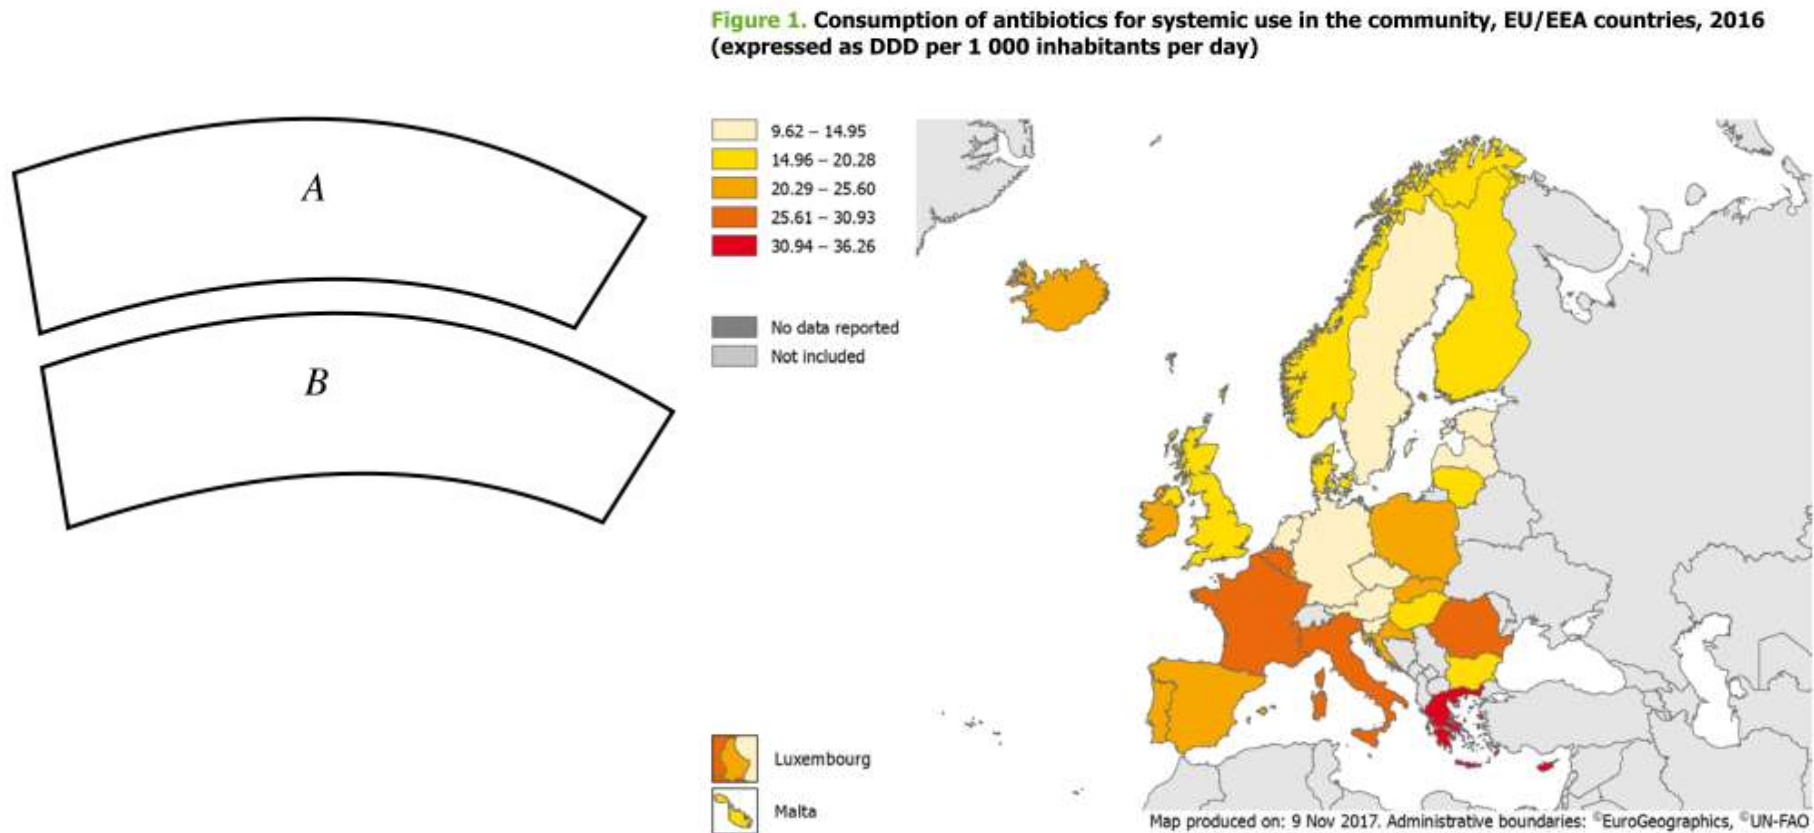 A
B
Figure 1. Consumption of antibiotics for systemic use in the community, EU/EEA countries, 2016
(expressed as DDD per 1 000 inhabitants per day)
9.62 – 14.95
14.96 – 20.28
20.29 – 25.60
25.61 – 30.93
30.94 – 36.26
No data reported
Not included
Luxembourg
Malta
Map produced on: 9 Nov 2017. Administrative boundaries: ©EuroGeographics, ©UN-FAO